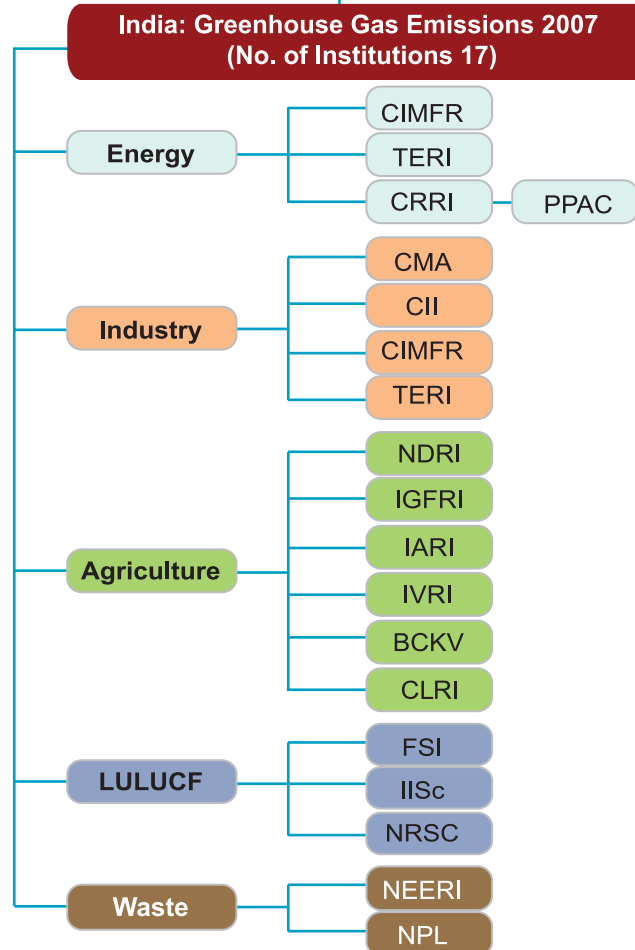 India: Greenhouse Gas Emissions 2007
(No. of Institutions 17)
Energy
CIMFR
TERI
CRRI
PPAC
Industry
CMA
CII
CIMFR
TERI
Agriculture
NDRI
IGFRI
IARI
IVRI
BCKV
CLRI
LULUCF
FSI
IISc
NRSC
Waste
NEERI
NPL